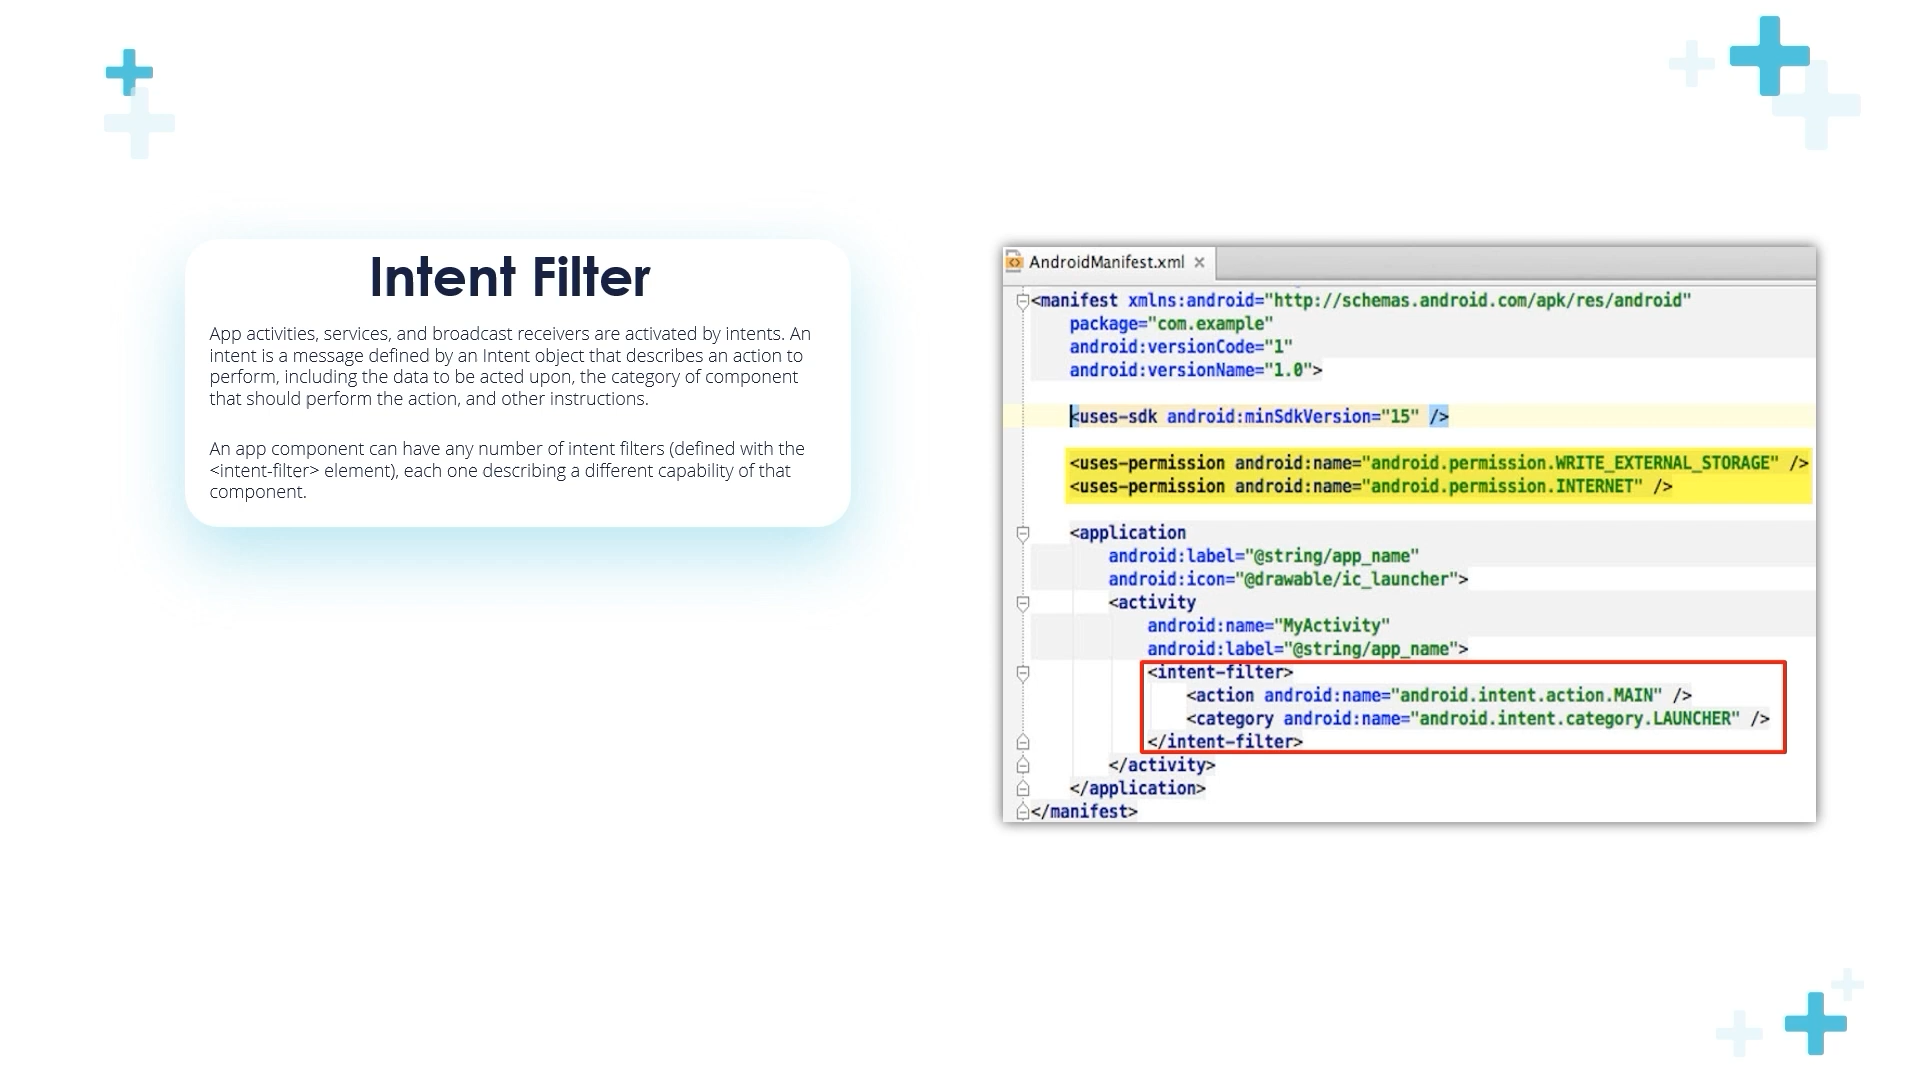 Intent Filter
App activities, services, and broadcast receivers are activated by intents. An
intent is a message defined by an Intent object that describes an action to
perform, including the data to be acted upon, the category of component
that should perform the action, and other instructions.
An app component can have any number of intent filters (defined with the
<intent-filter> element), each one describing a different capability of that
component.
AndroidManifest.xml
<manifest xmlns:android="http://schemas.android.com/apk/res/android"
package="com.example"
android:versionCode="1"
android:versionName="1.0">
<uses-sdk android:minSdkVersion="15" />
<uses-permission android:name="android.permission.WRITE_EXTERNAL_STORAGE" />
<uses-permission android:name="android.permission.INTERNET" />
<application
android:label="@string/app_name"
android:icon="@drawable/ic_launcher">
<activity
android:name="MyActivity"
android:label="@string/app_name">
<intent-filter>
<action android:name="android.intent.action.MAIN" />
<category android:name="android.intent.category.LAUNCHER" />
</intent-filter>
</activity>
</application>
</manifest>